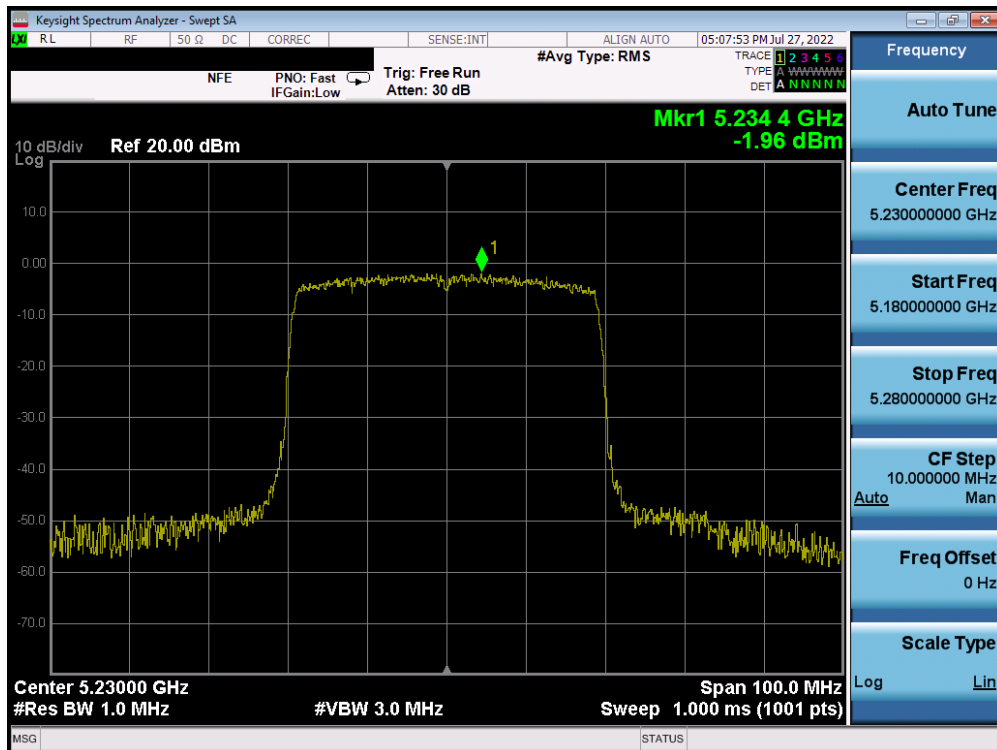 Keysight Spectrum Analyzer - Swept SA
LXI RL RF 50 Ω DC CORREC SENSE:INT ALIGN AUTO 05:07:53 PM Jul 27, 2022
#Avg Type: RMS
TRACE 1 2 3 4 5 6
TYPE A W W W W W
DET A N N N N N
NFE PNO: Fast Trig: Free Run
IFGain:Low Atten: 30 dB
Mkr1 5.234 4 GHz
-1.96 dBm
10 dB/div Ref 20.00 dBm
Log
1
10.0
0.00
-10.0
-20.0
-30.0
-40.0
-50.0
-60.0
-70.0
Center 5.23000 GHz Span 100.0 MHz
#Res BW 1.0 MHz #VBW 3.0 MHz Sweep 1.000 ms (1001 pts)
MSG STATUS
Frequency
Auto Tune
Center Freq
5.230000000 GHz
Start Freq
5.180000000 GHz
Stop Freq
5.280000000 GHz
CF Step
10.000000 MHz
Auto Man
Freq Offset
0 Hz
Scale Type
Log Lin